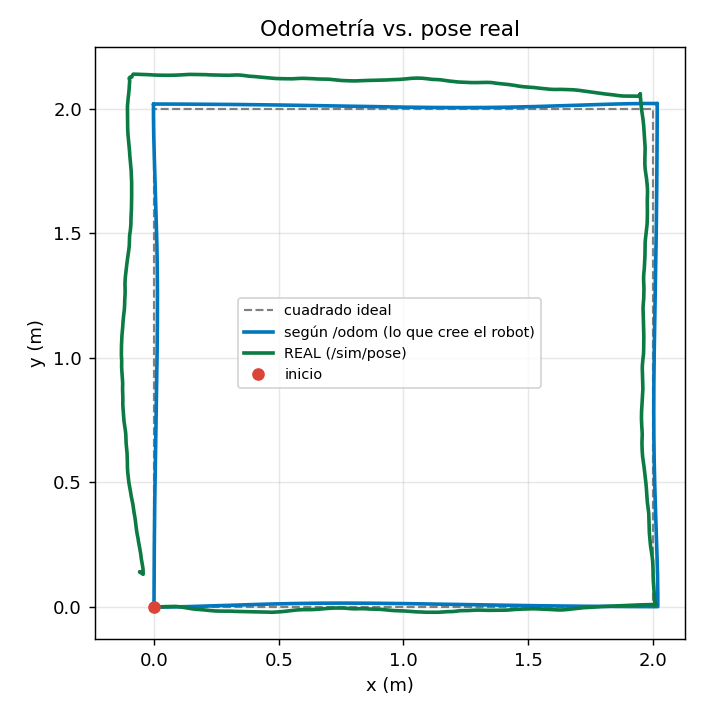 Odometría vs. pose real
y (m)
2.0
1.5
1.0
0.5
0.0
cuadrado ideal
según /odom (lo que cree el robot)
REAL (/sim/pose)
inicio
0.0
0.5
1.0
1.5
2.0
x (m)